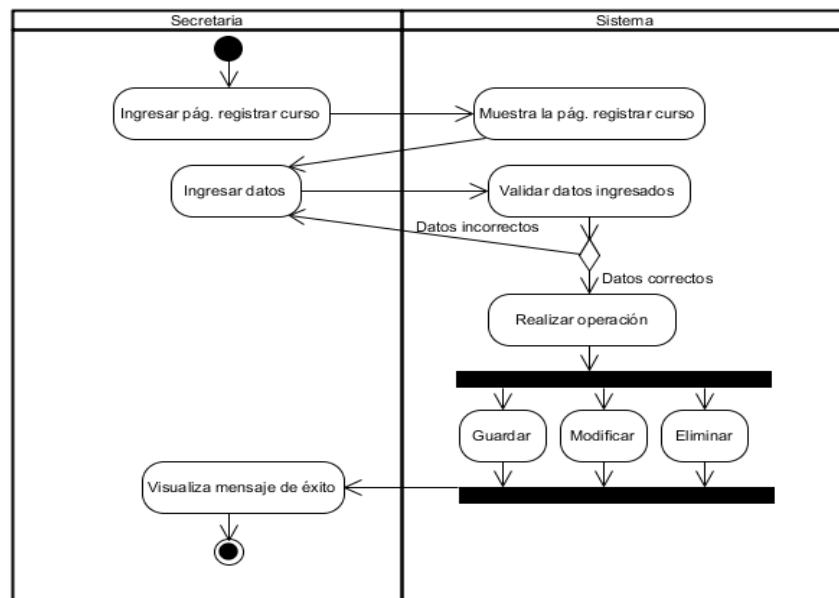 Secretaria
Sistema
Ingresar pág. registrar curso
Muestra la pág. registrar curso
Ingresar datos
Validar datos ingresados
Datos incorrectos
Datos correctos
Realizar operación
Guardar
Modificar
Eliminar
Visualiza mensaje de éxito